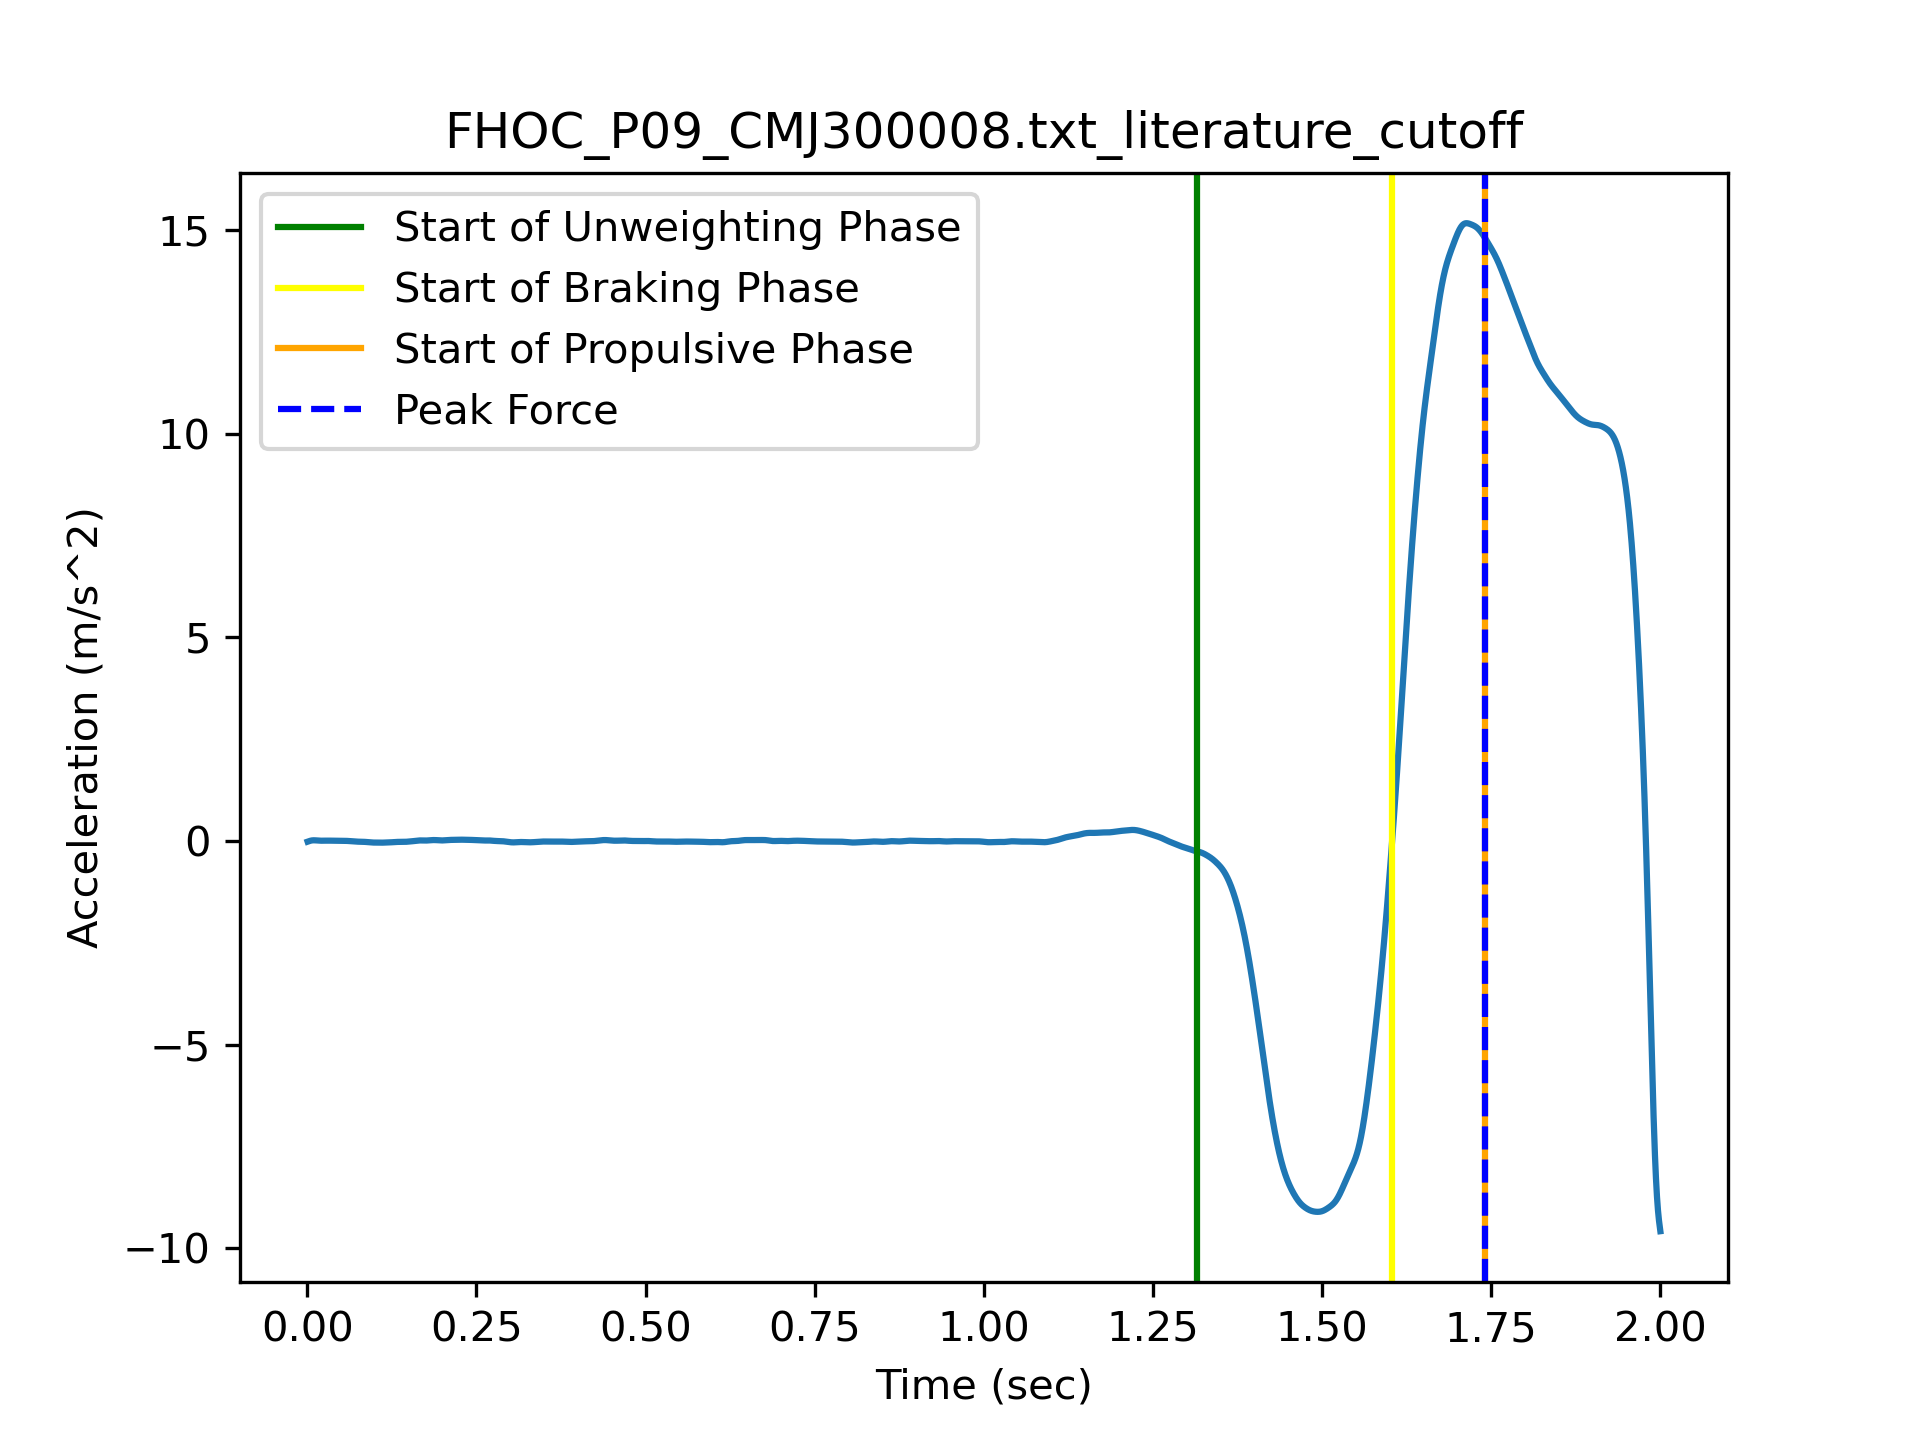 FHOC_P09_CMJ300008.txt_literature_cutoff
Start of Unweighting Phase
Start of Braking Phase
Start of Propulsive Phase
Peak Force
15
10
5
0
−5
−10
Acceleration (m/s^2)
0.00 0.25 0.50 0.75 1.00 1.25 1.50 1.75 2.00
Time (sec)